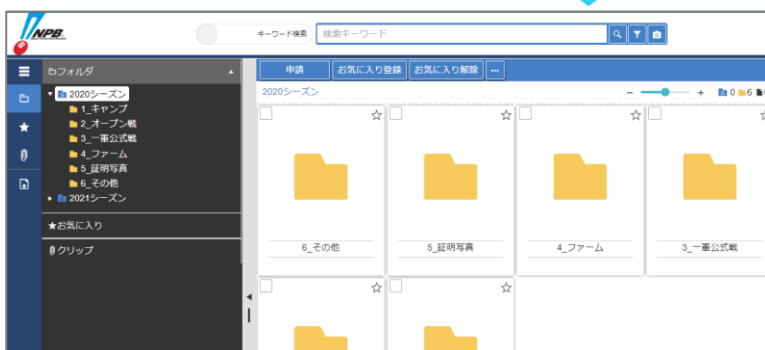 NPB
キーワード検索
検索キーワード
フォルダ
申請
お気に入り登録
お気に入り解除
2020シーズン
1_キャンプ
2_オープン戦
3_一軍公式戦
4_ファーム
5_証明写真
6_その他
2021シーズン
★お気に入り
クリップ
2020シーズン
− +
0 6
6_その他
5_証明写真
4_ファーム
3_一軍公式戦